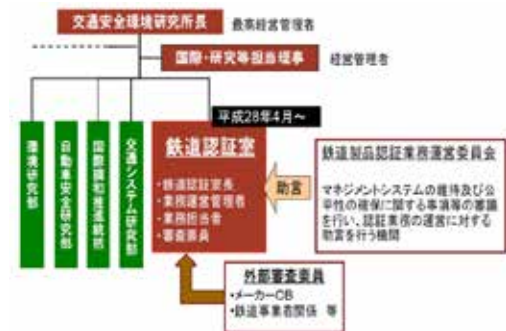 交通安全環境研究所長
最高経営管理者
国際・研究等担当理事
経営管理者
平成28年4月~
環境研究部
自動車安全研究部
国際調和推進統括
交通システム研究部
鉄道認証室
・鉄道認証室長
・業務運営管理者
・業務担当者
・審査要員
助言
鉄道製品認証業務運営委員会
マネジメントシステムの維持及び公
平性の確保に関する事項等の審議
を行い、認証業務の運営に対する
助言を行う機関
外部審査要員
・メーカーCB
・鉄道事業者関係 等